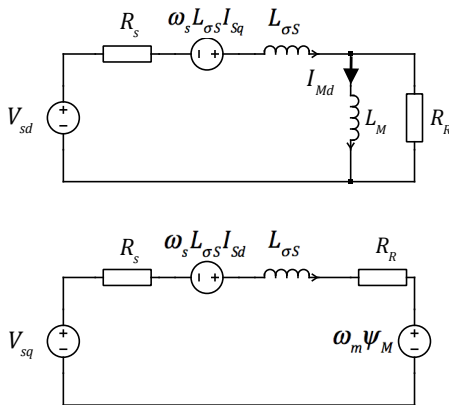 R_s ω_s L_σS I_Sq L_σS
I_Md
V_sd L_M R_R
R_s ω_s L_σS I_Sd L_σS R_R
V_sq ω_m ψ_M